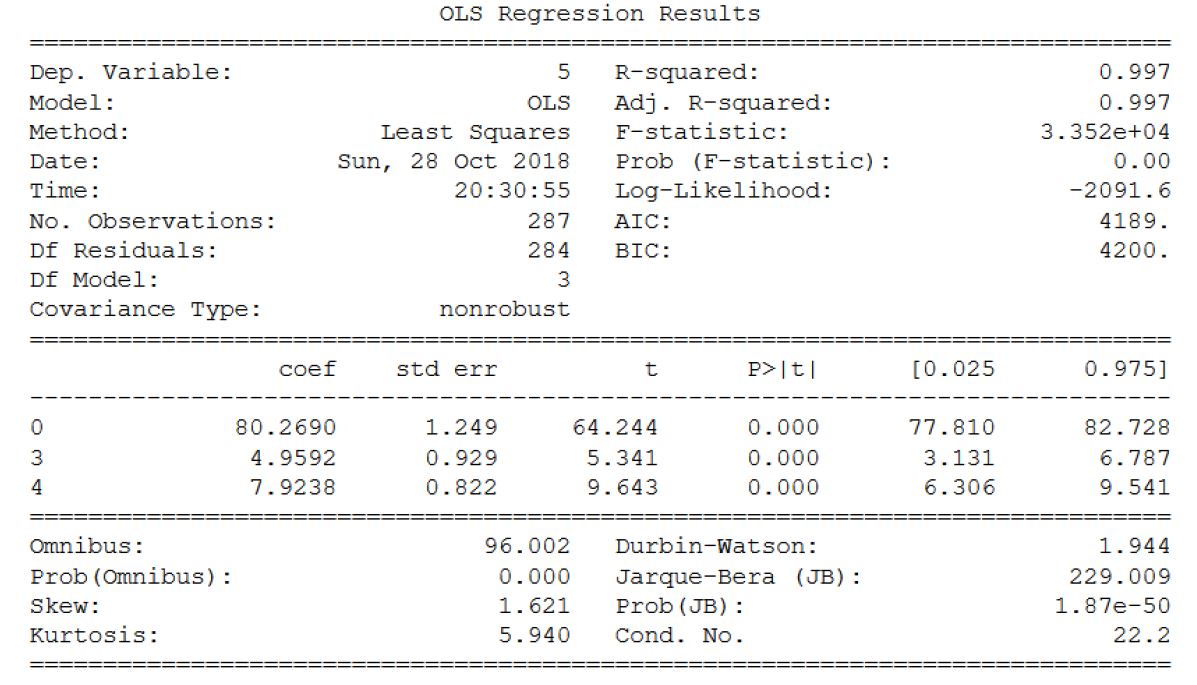 OLS Regression Results
==============================================================================
Dep. Variable:                      5   R-squared:                       0.997
Model:                            OLS   Adj. R-squared:                  0.997
Method:                 Least Squares   F-statistic:                 3.352e+04
Date:                Sun, 28 Oct 2018   Prob (F-statistic):               0.00
Time:                        20:30:55   Log-Likelihood:                -2091.6
No. Observations:                 287   AIC:                             4189.
Df Residuals:                     284   BIC:                             4200.
Df Model:                           3
Covariance Type:            nonrobust
==============================================================================
                 coef    std err          t      P>|t|      [0.025      0.975]
------------------------------------------------------------------------------
0             80.2690      1.249     64.244      0.000      77.810      82.728
3              4.9592      0.929      5.341      0.000       3.131       6.787
4              7.9238      0.822      9.643      0.000       6.306       9.541
==============================================================================
Omnibus:                       96.002   Durbin-Watson:                   1.944
Prob(Omnibus):                  0.000   Jarque-Bera (JB):              229.009
Skew:                           1.621   Prob(JB):                     1.87e-50
Kurtosis:                       5.940   Cond. No.                         22.2
==============================================================================